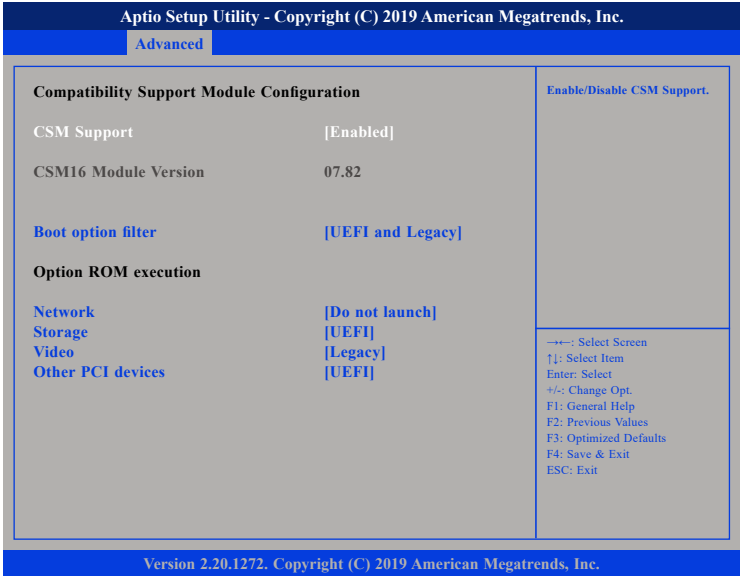 Aptio Setup Utility - Copyright (C) 2019 American Megatrends, Inc.
Advanced
Compatibility Support Module Configuration
CSM Support [Enabled]
CSM16 Module Version 07.82
Boot option filter [UEFI and Legacy]
Option ROM execution
Network [Do not launch]
Storage [UEFI]
Video [Legacy]
Other PCI devices [UEFI]
Enable/Disable CSM Support.
→←: Select Screen
↑↓: Select Item
Enter: Select
+/-: Change Opt.
F1: General Help
F2: Previous Values
F3: Optimized Defaults
F4: Save & Exit
ESC: Exit
Version 2.20.1272. Copyright (C) 2019 American Megatrends, Inc.